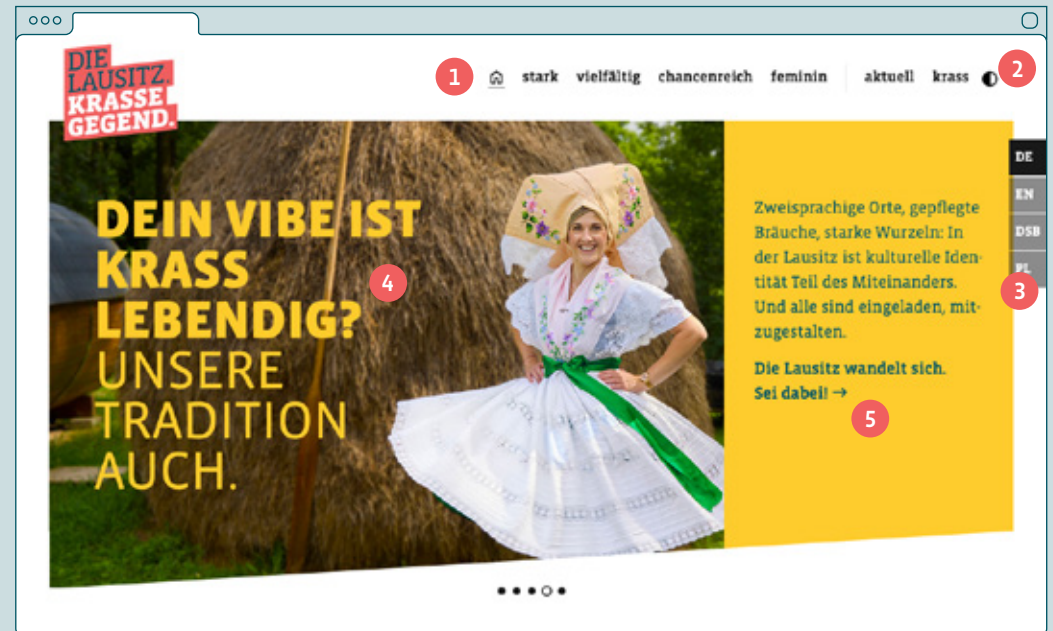 DIE
LAUSITZ.
KRASSE
GEGEND.
1 stark vielfältig chancenreich feminin aktuell krass 2
DE
EN
DSB
PL
3
DEIN VIBE IST
KRASS
LEBENDIG?
UNSERE
TRADITION
AUCH.
4
Zweisprachige Orte, gepflegte
Bräuche, starke Wurzeln: In
der Lausitz ist kulturelle Iden-
tität Teil des Miteinanders.
Und alle sind eingeladen, mit-
zugestalten.
Die Lausitz wandelt sich.
Sei dabei! →
5